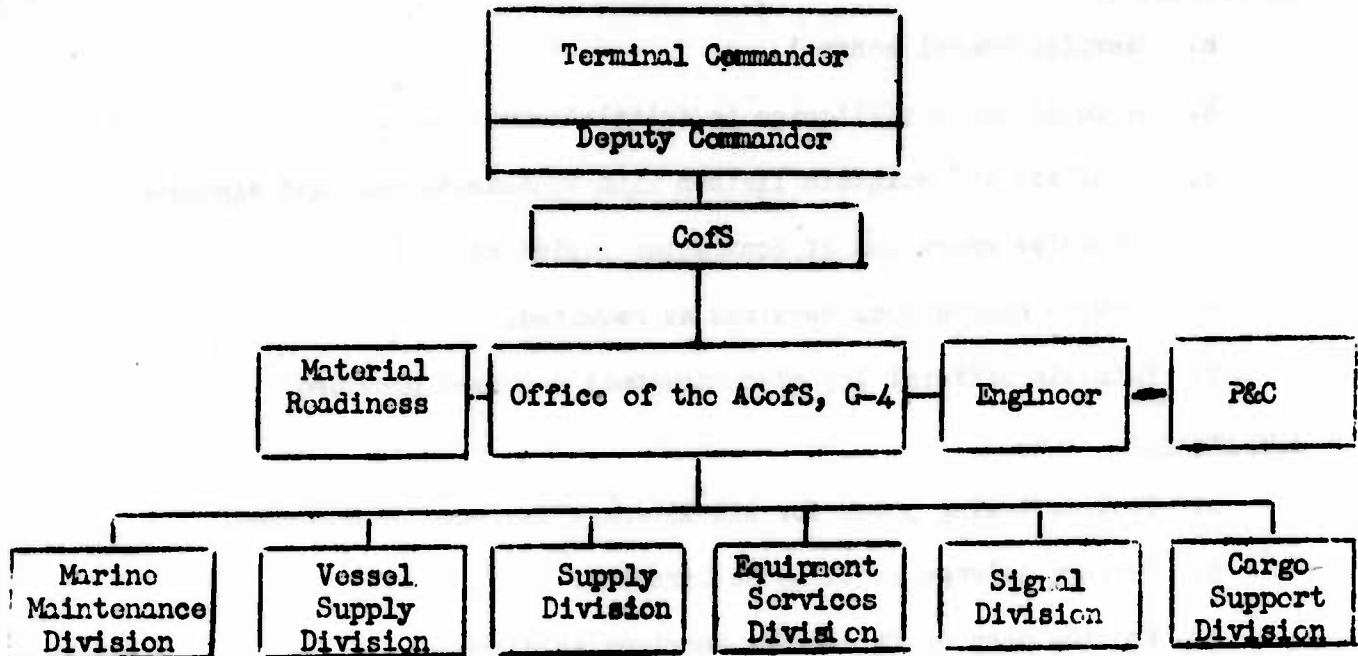 Terminal Commander
Deputy Commander
CofS
Material
Readiness
Office of the ACofS, G-4
Engineer
P&C
Marine
Maintenance
Division
Vessel
Supply
Division
Supply
Division
Equipment
Services
Division
Signal
Division
Cargo
Support
Division